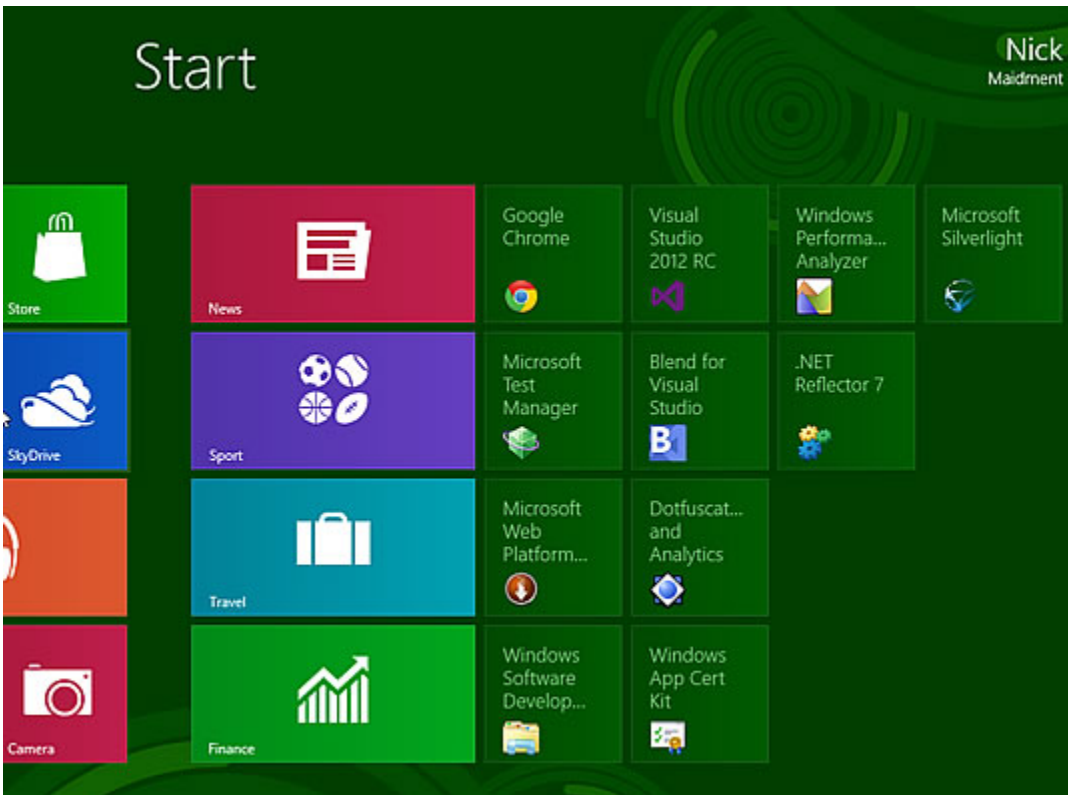 Start
Nick
Maidment
Store
SkyDrive
Camera
News
Sport
Travel
Finance
Google
Chrome
Microsoft
Test
Manager
Microsoft
Web
Platform...
Windows
Software
Develop...
Visual
Studio
2012 RC
Blend for
Visual
Studio
B
Dotfuscat...
and
Analytics
Windows
App Cert
Kit
Windows
Performa...
Analyzer
.NET
Reflector 7
Microsoft
Silverlight